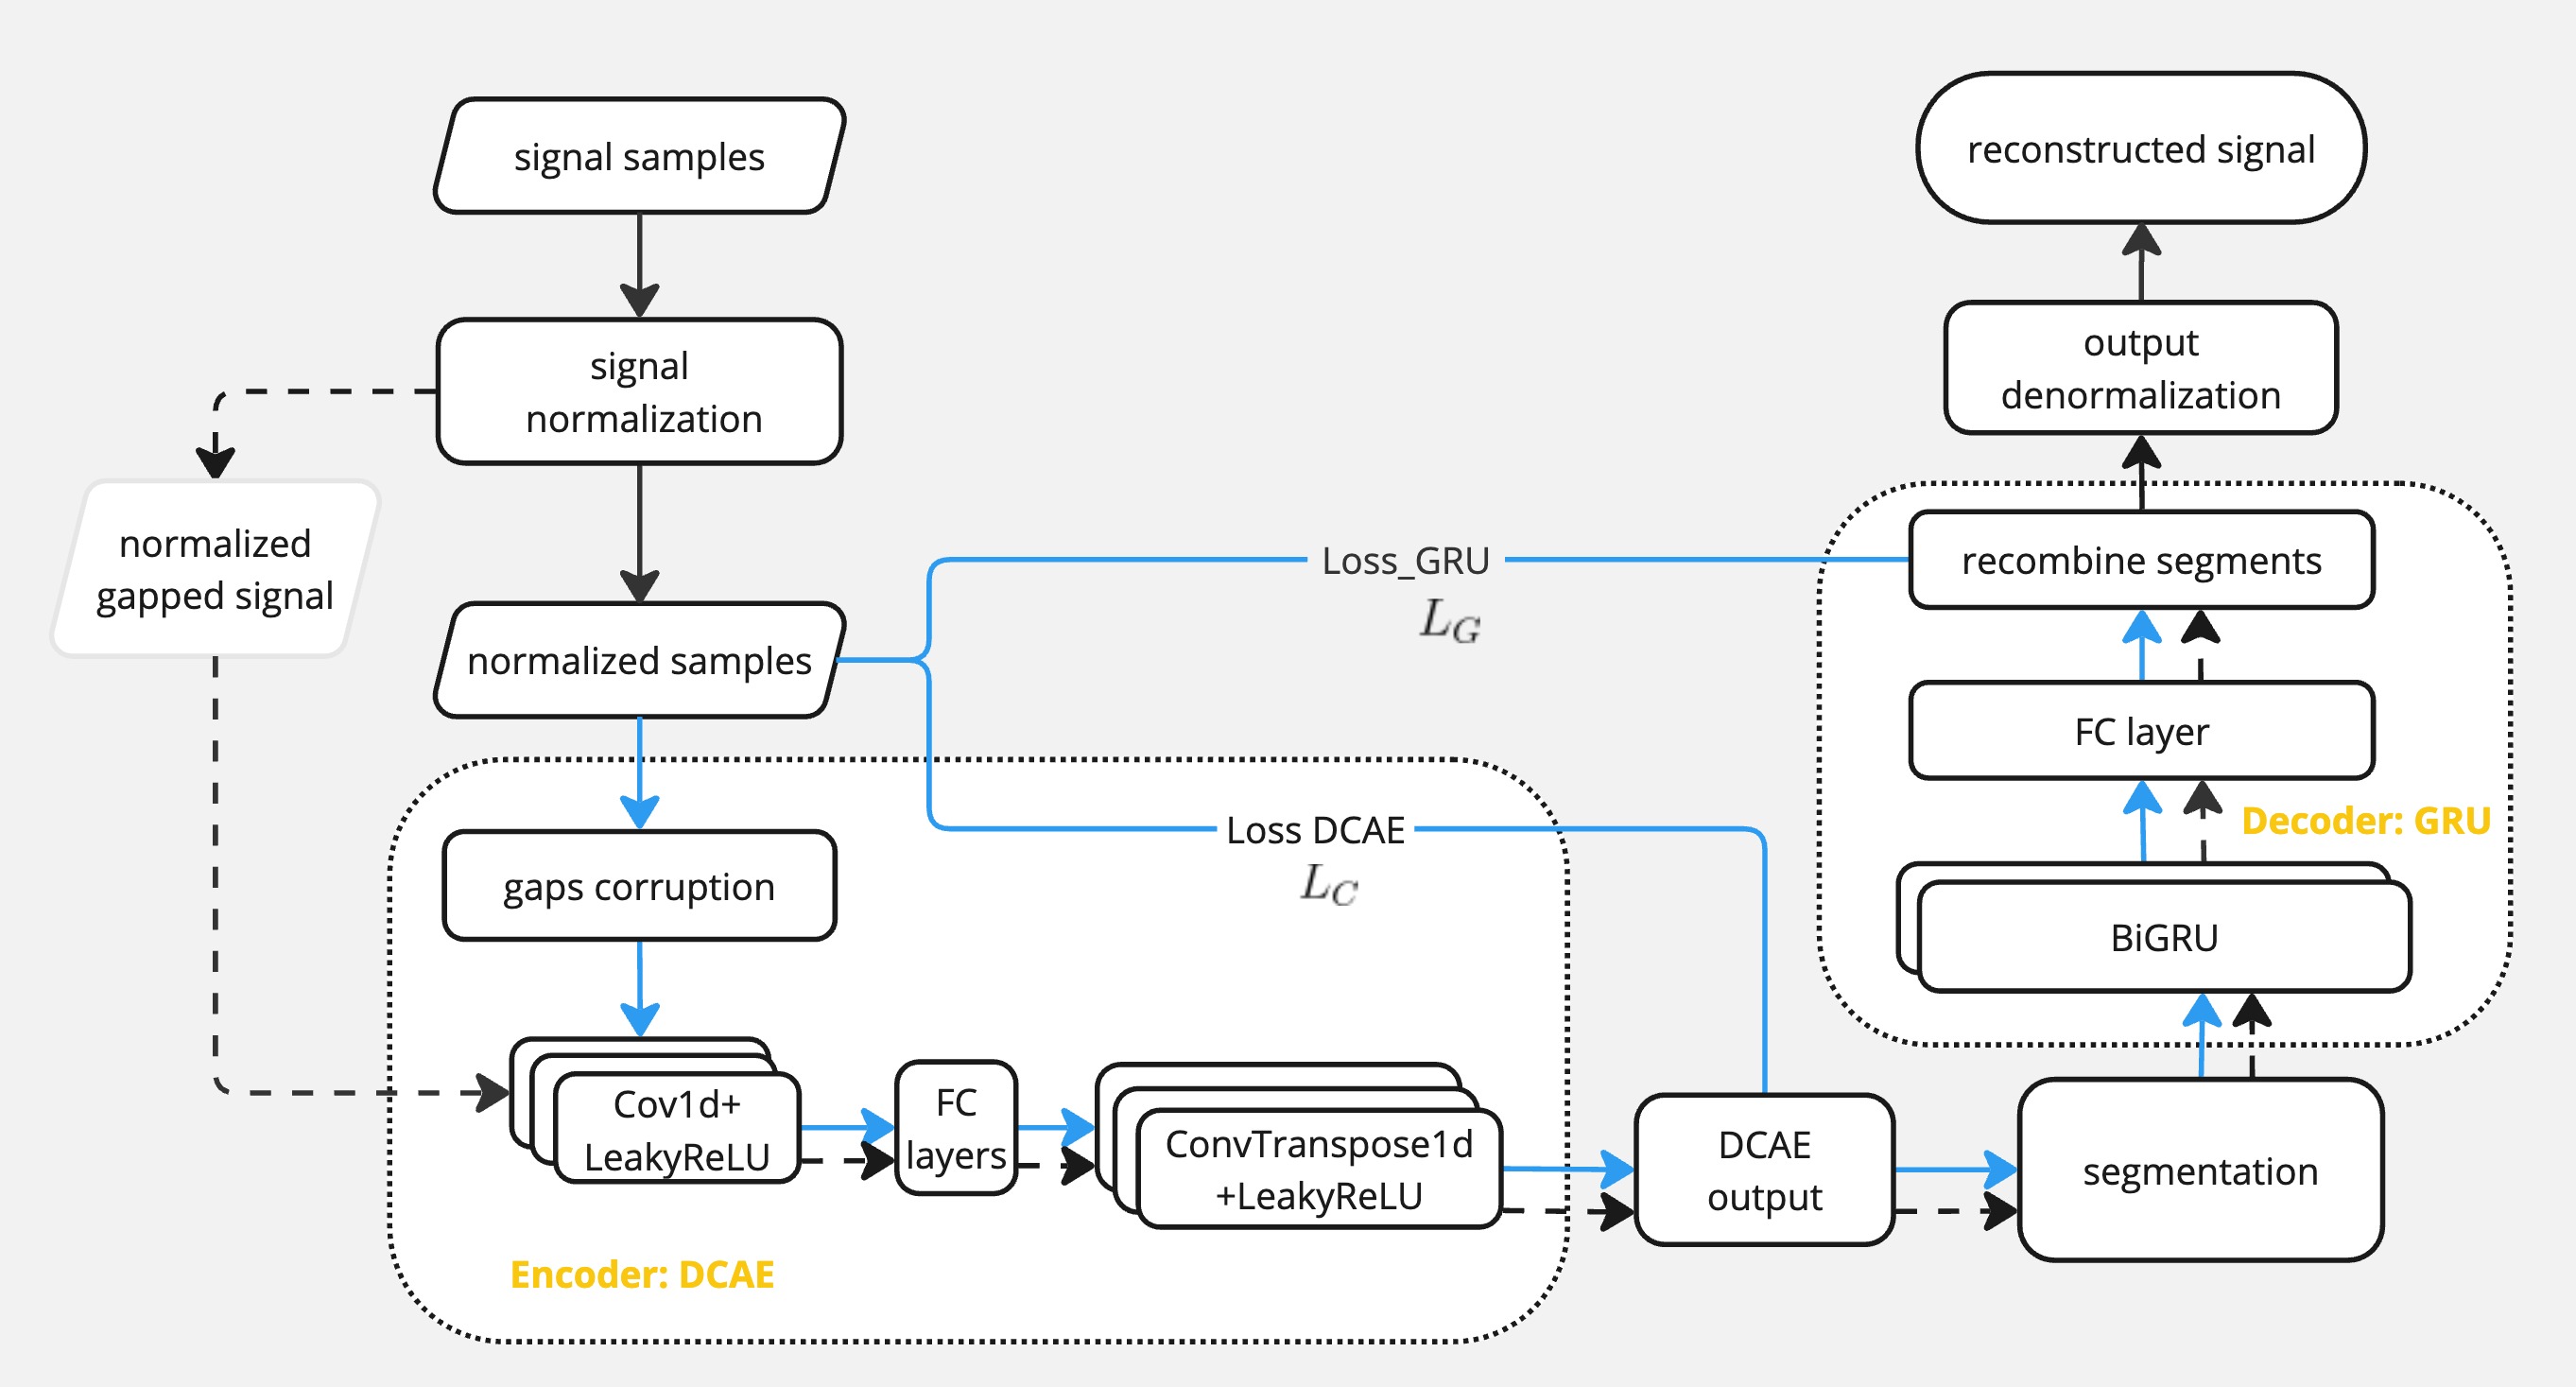 signal samples
signal
normalization
normalized
gapped signal
normalized samples
Loss_GRU
L_G
Loss DCAE
L_C
gaps corruption
Cov1d+
LeakyReLU
FC
layers
ConvTranspose1d
+LeakyReLU
Encoder: DCAE
DCAE
output
segmentation
BiGRU
Decoder: GRU
FC layer
recombine segments
output
denormalization
reconstructed signal